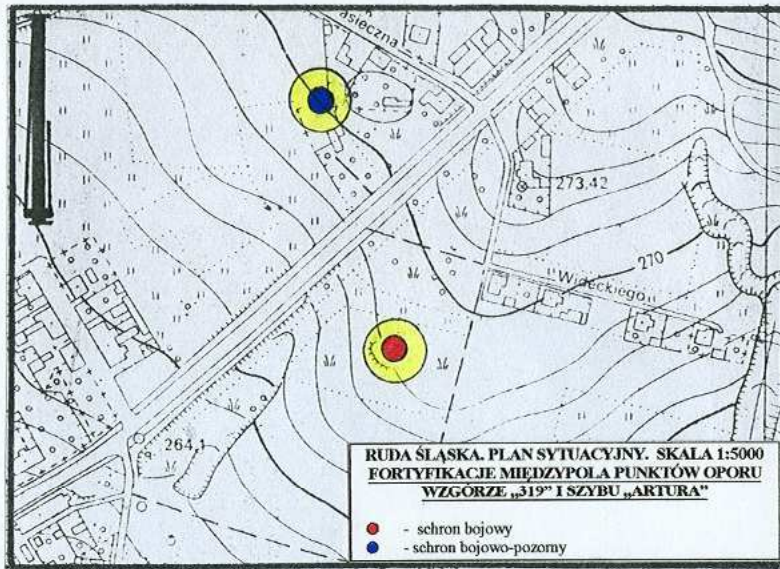 asieczna
273,42
270
Wideckiego
264,1
RUDA ŚLĄSKA. PLAN SYTUACYJNY. SKALA 1:5000
FORTYFIKACJE MIĘDZYPOLA PUNKTÓW OPORU
WZGÓRZE „319” I SZYBU „ARTURA”
- schron bojowy
- schron bojowo-pozorny